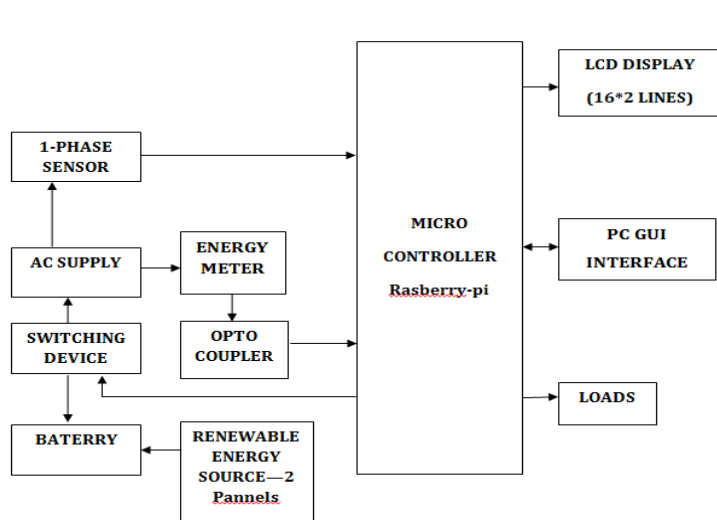 LCD DISPLAY
(16*2 LINES)
1-PHASE
SENSOR
MICRO
CONTROLLER
Rasberry-pi
PC GUI
INTERFACE
AC SUPPLY
ENERGY
METER
SWITCHING
DEVICE
OPTO
COUPLER
LOADS
BATERRY
RENEWABLE
ENERGY
SOURCE—2
Pannels